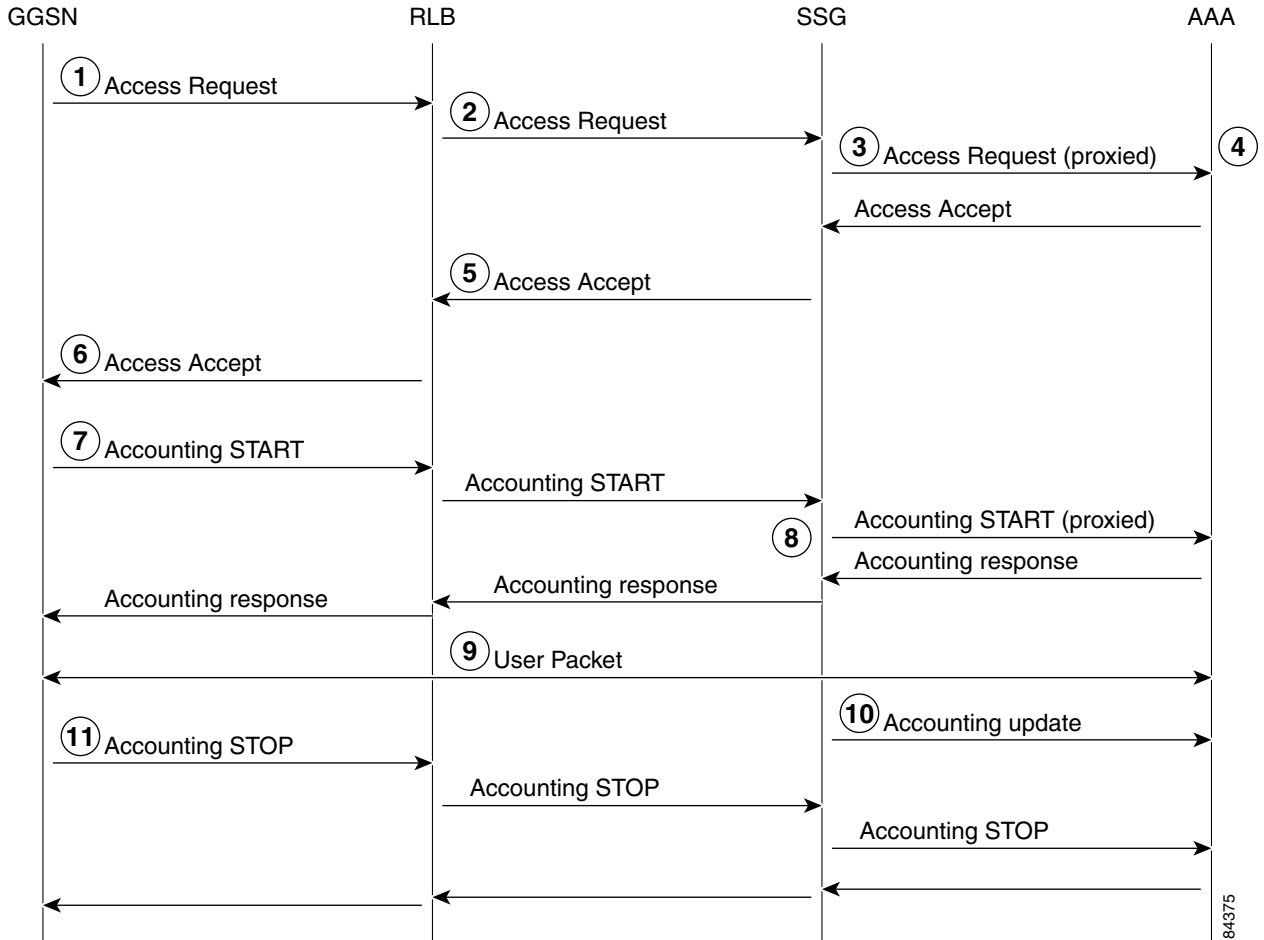 GGSN RLB SSG AAA
1 Access Request
2 Access Request
3 Access Request (proxied) 4
Access Accept
5 Access Accept
6 Access Accept
7 Accounting START
Accounting START
8 Accounting START (proxied)
Accounting response
Accounting response
Accounting response
9 User Packet
10 Accounting update
11 Accounting STOP
Accounting STOP
Accounting STOP
84375